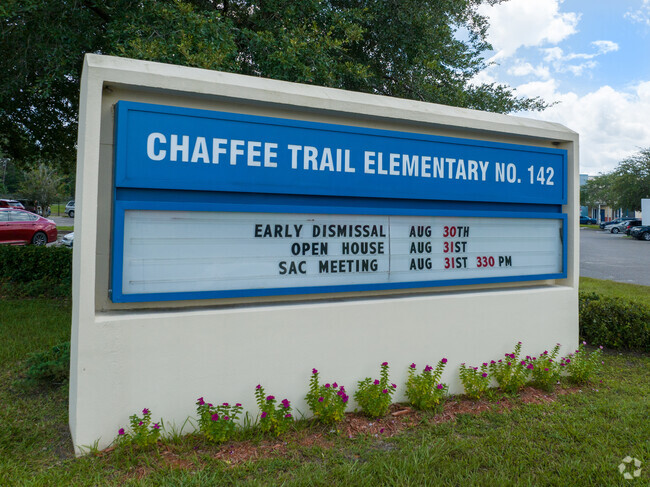 CHAFFEE TRAIL ELEMENTARY NO. 142
EARLY DISMISSAL AUG 30TH
OPEN HOUSE AUG 31ST
SAC MEETING AUG 31ST 330 PM